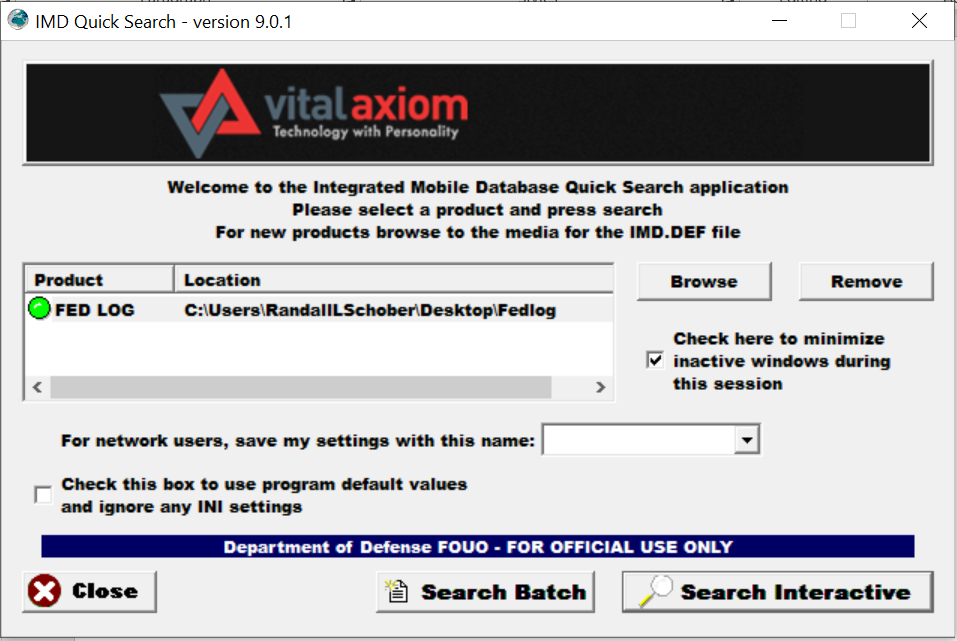 IMD Quick Search - version 9.0.1
vital axiom
Technology with Personality
Welcome to the Integrated Mobile Database Quick Search application
Please select a product and press search
For new products browse to the media for the IMD.DEF file
Product Location
FED LOG C:\Users\RandallLSchober\Desktop\Fedlog
Browse Remove
Check here to minimize
inactive windows during
this session
For network users, save my settings with this name:
Check this box to use program default values
and ignore any INI settings
Department of Defense FOUO - FOR OFFICIAL USE ONLY
Close Search Batch Search Interactive